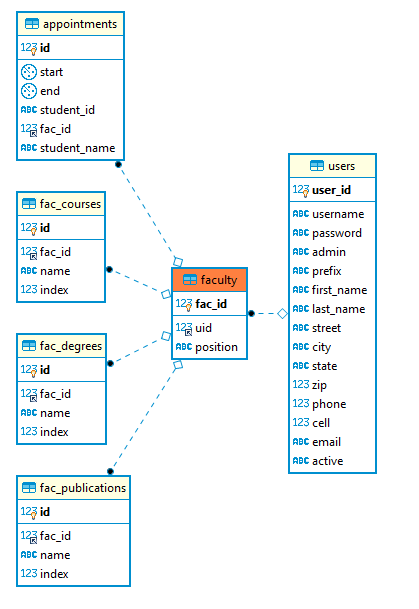 appointments
123 id
start
end
ABC student_id
123 fac_id
ABC student_name
fac_courses
123 id
123 fac_id
ABC name
123 index
fac_degrees
123 id
123 fac_id
ABC name
123 index
fac_publications
123 id
123 fac_id
ABC name
123 index
faculty
123 fac_id
123 uid
ABC position
users
123 user_id
ABC username
ABC password
ABC admin
ABC prefix
ABC first_name
ABC last_name
ABC street
ABC city
ABC state
123 zip
123 phone
123 cell
ABC email
ABC active